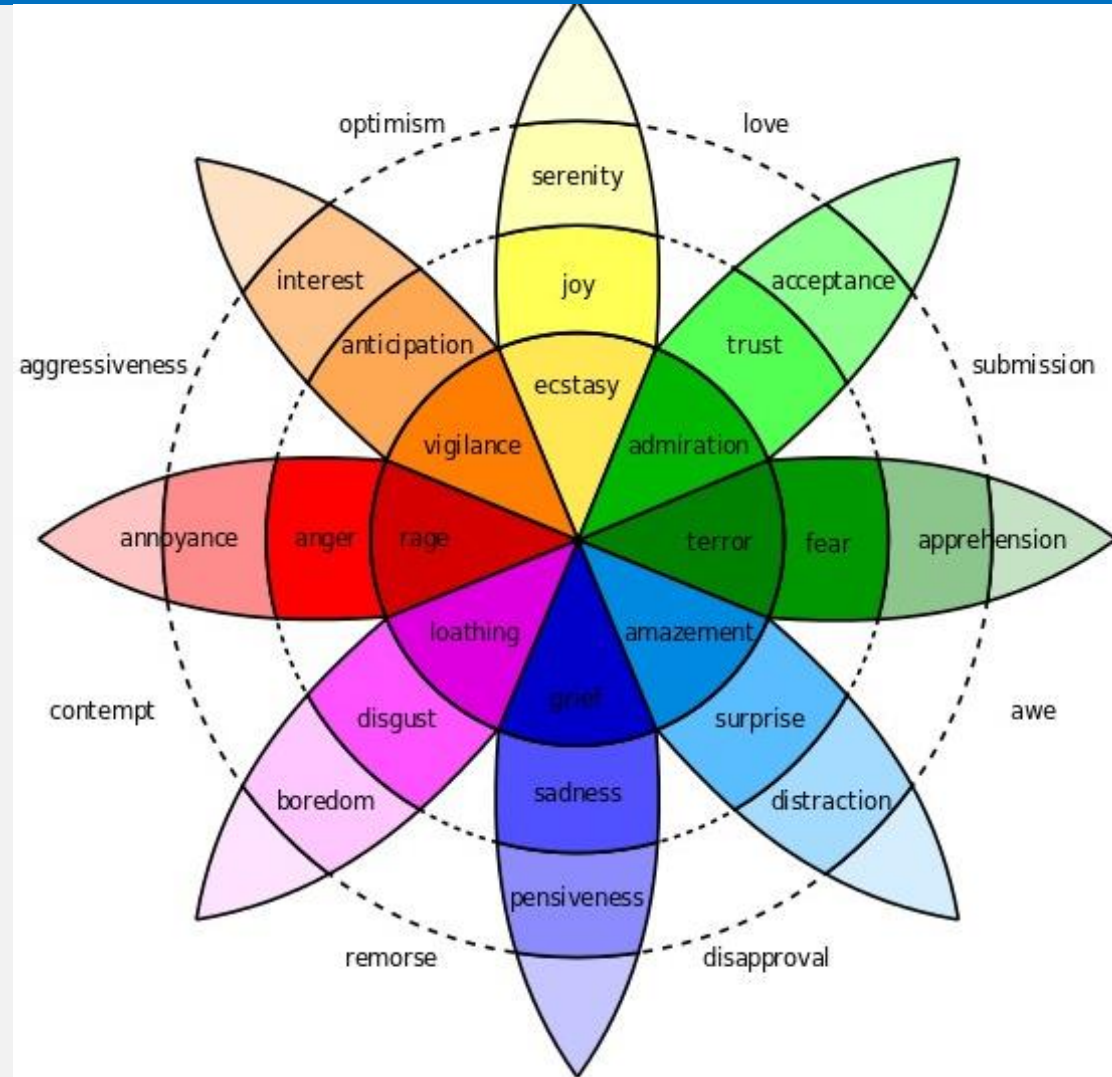 optimism
love
serenity
interest
joy
acceptance
anticipation
trust
aggressiveness
submission
ecstasy
vigilance
admiration
annoyance
anger
rage
terror
fear
apprehension
loathing
amazement
grief
contempt
disgust
surprise
awe
boredom
sadness
distraction
pensiveness
remorse
disapproval